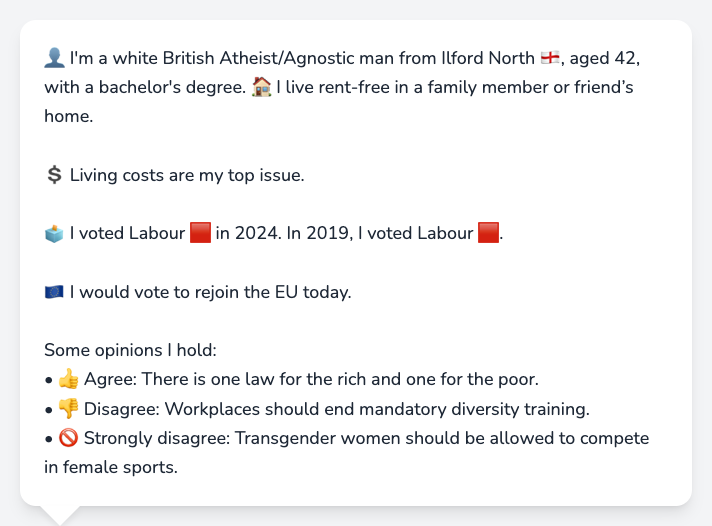 👤 I'm a white British Atheist/Agnostic man from Ilford North 🏴󠁧󠁢󠁥󠁮󠁧󠁿, aged 42,
with a bachelor's degree. 🏠 I live rent-free in a family member or friend’s
home.
💲 Living costs are my top issue.
🗳️ I voted Labour 🟥 in 2024. In 2019, I voted Labour 🟥.
🇪🇺 I would vote to rejoin the EU today.
Some opinions I hold:
• 👍 Agree: There is one law for the rich and one for the poor.
• 👎 Disagree: Workplaces should end mandatory diversity training.
• 🚫 Strongly disagree: Transgender women should be allowed to compete
in female sports.